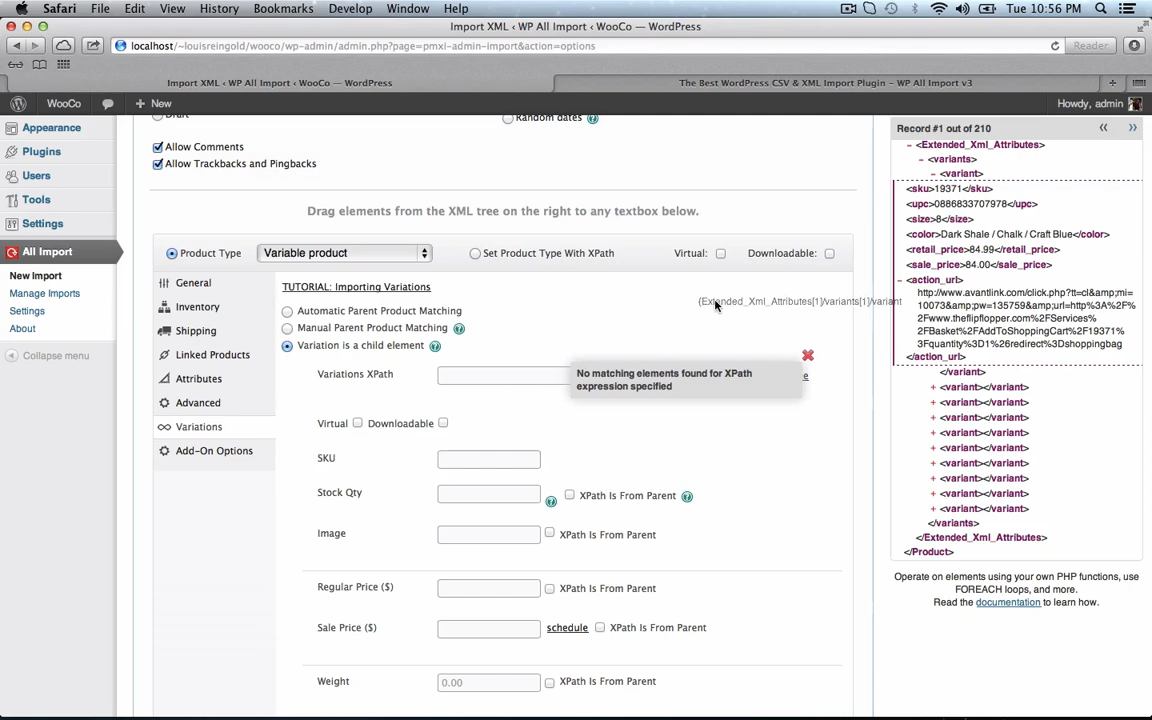 Safari File Edit View History Bookmarks Develop Window Help
Tue 10:56 PM
Import XML ‹ WP All Import ‹ WooCo — WordPress
localhost/~louisreingold/wooco/wp-admin/admin.php?page=pmxi-admin-import&action=options
Reader
Import XML ‹ WP All Import ‹ WooCo — WordPress
The Best WordPress CSV & XML Import Plugin – WP All Import v3
WooCo
+ New
Howdy, admin
Appearance
Plugins
Users
Tools
Settings
All Import
New Import
Manage Imports
Settings
About
Collapse menu
Draft
Random dates
Allow Comments
Allow Trackbacks and Pingbacks
Drag elements from the XML tree on the right to any textbox below.
Product Type
Variable product
Set Product Type With XPath
Virtual:
Downloadable:
General
Inventory
Shipping
Linked Products
Attributes
Advanced
Variations
Add-On Options
TUTORIAL: Importing Variations
Automatic Parent Product Matching
Manual Parent Product Matching
Variation is a child element
{Extended_Xml_Attributes[1]/variants[1]/variant
Variations XPath
No matching elements found for XPath
expression specified
Virtual
Downloadable
SKU
Stock Qty
XPath Is From Parent
Image
XPath Is From Parent
Regular Price ($)
XPath Is From Parent
Sale Price ($)
schedule
XPath Is From Parent
Weight
0.00
XPath Is From Parent
Record #1 out of 210
« »
− <Extended_Xml_Attributes>
− <variants>
− <variant>
<sku>19371</sku>
<upc>0886833707978</upc>
<size>8</size>
<color>Dark Shale / Chalk / Craft Blue</color>
<retail_price>84.99</retail_price>
<sale_price>84.00</sale_price>
− <action_url>
http://www.avantlink.com/click.php?tt=cl&amp;mi=
10073&amp;pw=135759&amp;url=http%3A%2F%
2Fwww.theflipflopper.com%2FServices%
2FBasket%2FAddToShoppingCart%2F19371%
3Fquantity%3D1%26redirect%3Dshoppingbag
</action_url>
</variant>
+ <variant></variant>
+ <variant></variant>
+ <variant></variant>
+ <variant></variant>
+ <variant></variant>
+ <variant></variant>
+ <variant></variant>
+ <variant></variant>
+ <variant></variant>
</variants>
</Extended_Xml_Attributes>
</Product>
Operate on elements using your own PHP functions, use
FOREACH loops, and more.
Read the documentation to learn how.